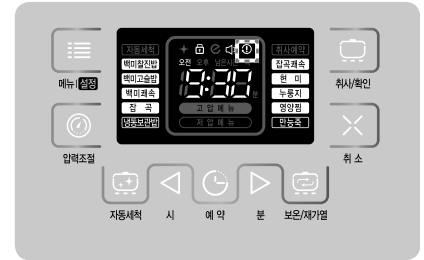 자동세척
취사예약
백미찰진밥
오전 오후 남은시간
잡곡쾌속
백미고슬밥
8:30
현 미
메뉴/설정
취사/확인
백미쾌속
분
누룽지
잡 곡
고 압 메 뉴
영양찜
냉동보관밥
저 압 메 뉴
만능죽
압력조절
취 소
자동세척
시
예 약
분
보온/재가열